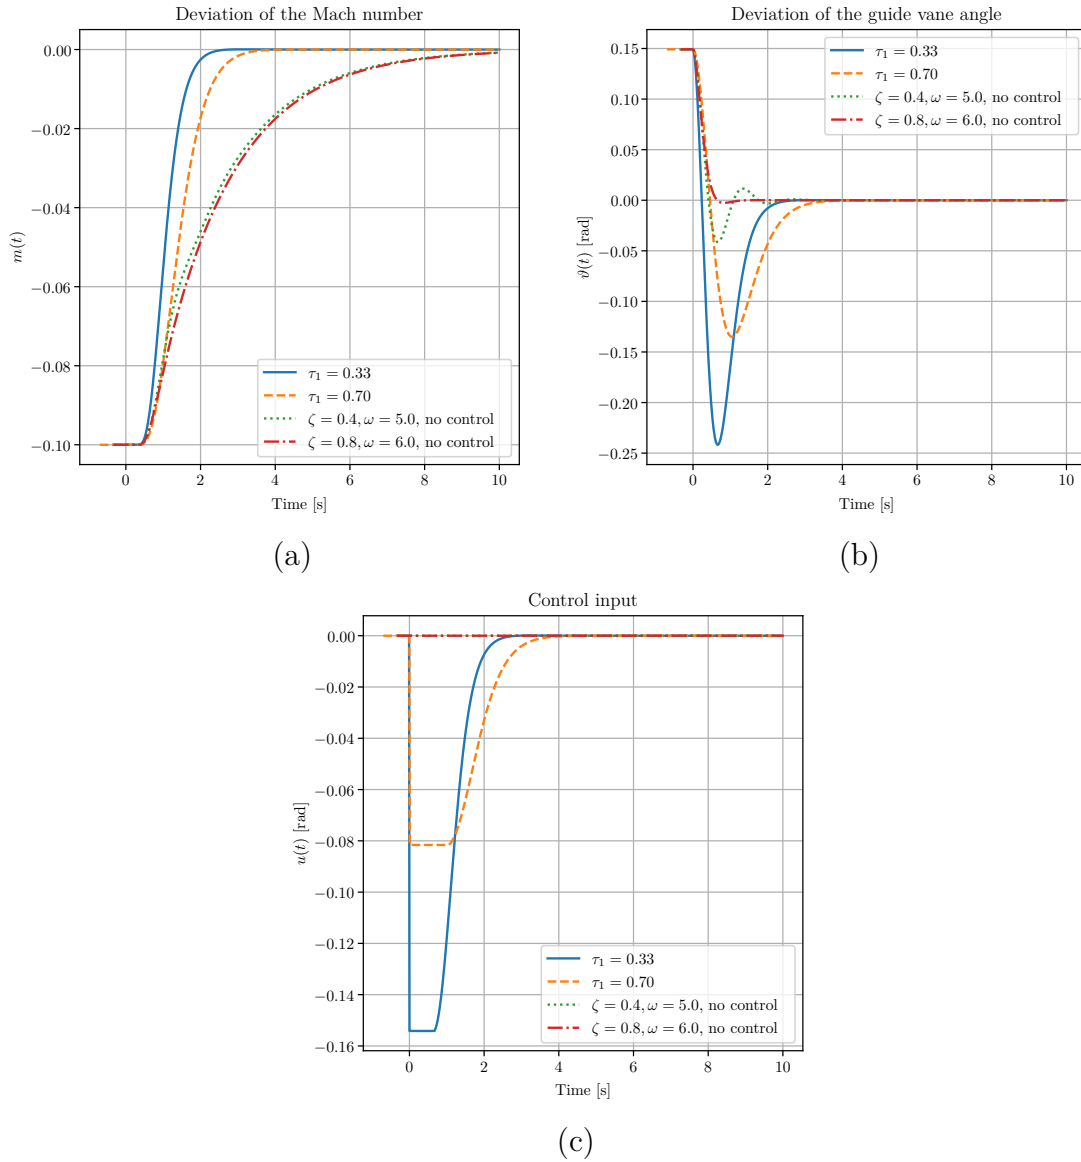 Deviation of the Mach number
0.00
−0.02
−0.04
−0.06
−0.08
−0.10
m(t)
τ₁ = 0.33
τ₁ = 0.70
ζ = 0.4, ω = 5.0, no control
ζ = 0.8, ω = 6.0, no control
0 2 4 6 8 10
Time [s]
(a)
Deviation of the guide vane angle
0.15
0.10
0.05
0.00
−0.05
−0.10
−0.15
−0.20
−0.25
ϑ(t) [rad]
τ₁ = 0.33
τ₁ = 0.70
ζ = 0.4, ω = 5.0, no control
ζ = 0.8, ω = 6.0, no control
0 2 4 6 8 10
Time [s]
(b)
Control input
0.00
−0.02
−0.04
−0.06
−0.08
−0.10
−0.12
−0.14
−0.16
u(t) [rad]
τ₁ = 0.33
τ₁ = 0.70
ζ = 0.4, ω = 5.0, no control
ζ = 0.8, ω = 6.0, no control
0 2 4 6 8 10
Time [s]
(c)